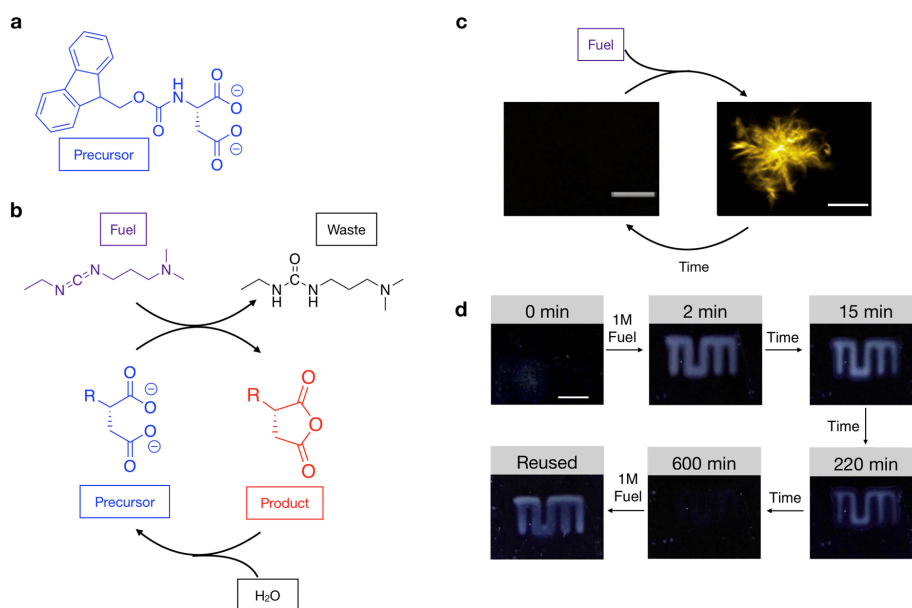 a
H
O
O
N
O
⊖
O
O
O
⊖
O
Precursor
b
Fuel
N
C
N
N
Waste
O
C
N
H
N
H
N
R
O
O
⊖
O
⊖
O
Precursor
R
O
O
O
Product
H₂O
c
Fuel
Time
d
0 min
1M
Fuel
2 min
Time
15 min
Time
220 min
Time
600 min
1M
Fuel
Reused